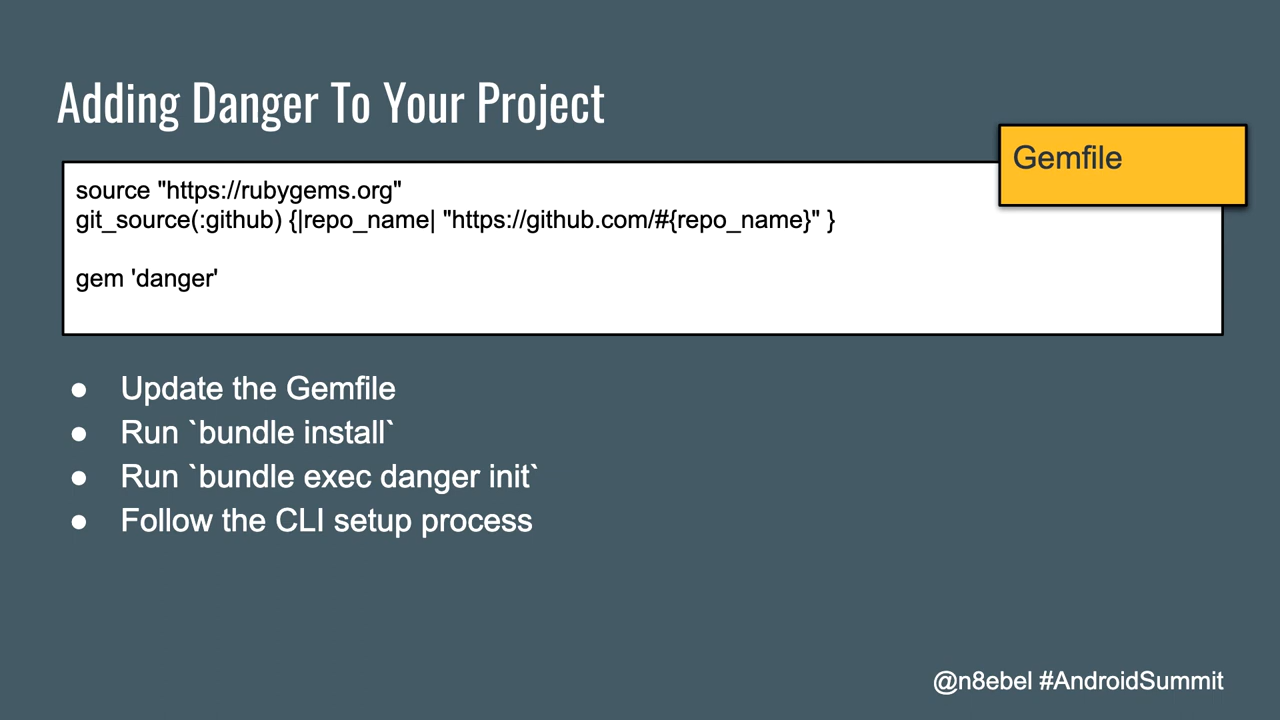 Adding Danger To Your Project
Gemfile
source "https://rubygems.org"
git_source(:github) {|repo_name| "https://github.com/#{repo_name}" }
gem 'danger'
● Update the Gemfile
● Run `bundle install`
● Run `bundle exec danger init`
● Follow the CLI setup process
@n8ebel #AndroidSummit